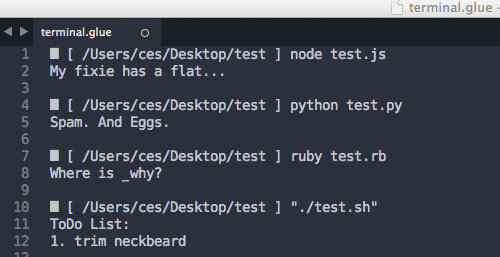 terminal.glue -
terminal.glue
1 [ /Users/ces/Desktop/test ] node test.js
2 My fixie has a flat...
3
4 [ /Users/ces/Desktop/test ] python test.py
5 Spam. And Eggs.
6
7 [ /Users/ces/Desktop/test ] ruby test.rb
8 Where is _why?
9
10 [ /Users/ces/Desktop/test ] "./test.sh"
11 ToDo List:
12 1. trim neckbeard